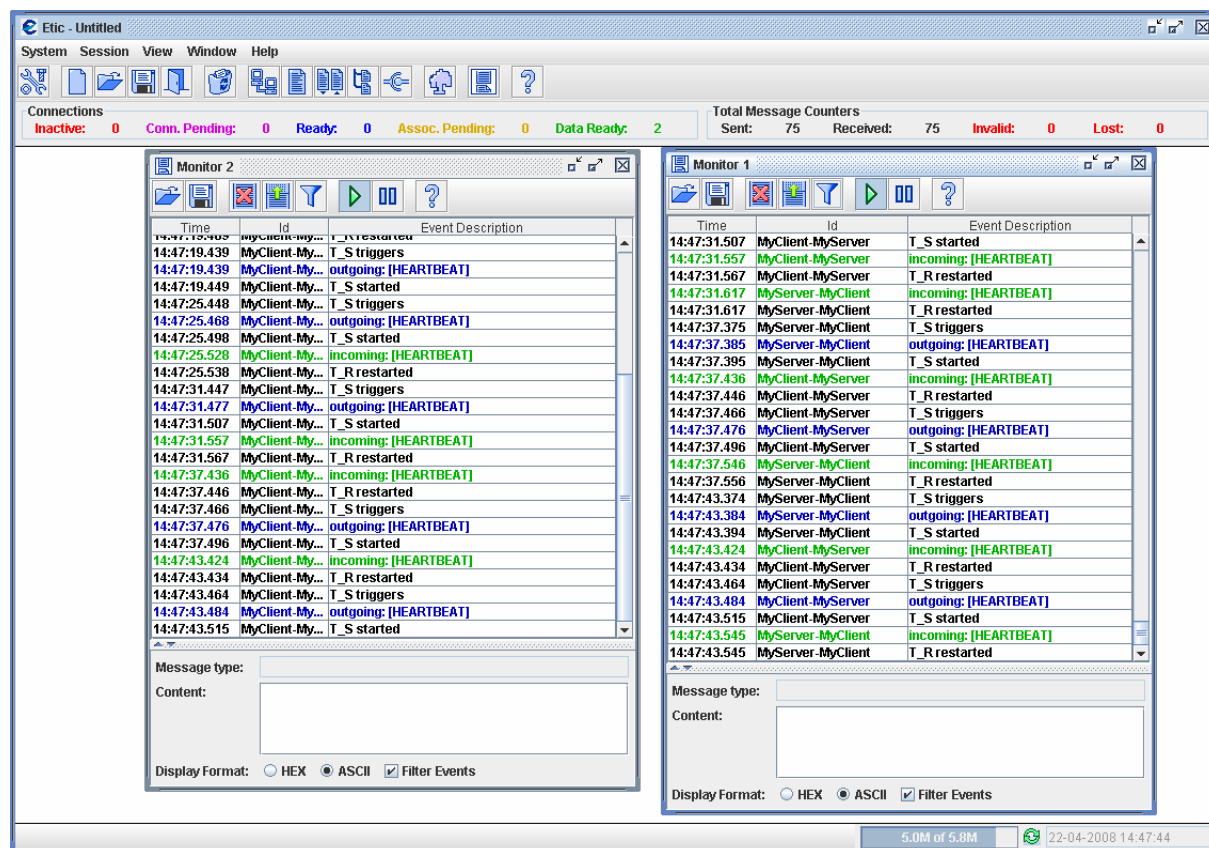 Etic - Untitled
System Session View Window Help
Connections
Inactive: 0 Conn. Pending: 0 Ready: 0 Assoc. Pending: 0 Data Ready: 2
Total Message Counters
Sent: 75 Received: 75 Invalid: 0 Lost: 0
Monitor 2
Time Id Event Description
14:47:19.409 MyClient-My... T_R restarted
14:47:19.439 MyClient-My... T_S triggers
14:47:19.439 MyClient-My... outgoing: [HEARTBEAT]
14:47:19.449 MyClient-My... T_S started
14:47:25.448 MyClient-My... T_S triggers
14:47:25.468 MyClient-My... outgoing: [HEARTBEAT]
14:47:25.498 MyClient-My... T_S started
14:47:25.528 MyClient-My... incoming: [HEARTBEAT]
14:47:25.538 MyClient-My... T_R restarted
14:47:31.447 MyClient-My... T_S triggers
14:47:31.477 MyClient-My... outgoing: [HEARTBEAT]
14:47:31.507 MyClient-My... T_S started
14:47:31.557 MyClient-My... incoming: [HEARTBEAT]
14:47:31.567 MyClient-My... T_R restarted
14:47:37.436 MyClient-My... incoming: [HEARTBEAT]
14:47:37.446 MyClient-My... T_R restarted
14:47:37.466 MyClient-My... T_S triggers
14:47:37.476 MyClient-My... outgoing: [HEARTBEAT]
14:47:37.496 MyClient-My... T_S started
14:47:43.424 MyClient-My... incoming: [HEARTBEAT]
14:47:43.434 MyClient-My... T_R restarted
14:47:43.464 MyClient-My... T_S triggers
14:47:43.484 MyClient-My... outgoing: [HEARTBEAT]
14:47:43.515 MyClient-My... T_S started
Message type:
Content:
Display Format: HEX ASCII Filter Events
Monitor 1
Time Id Event Description
14:47:31.507 MyClient-MyServer T_S started
14:47:31.557 MyClient-MyServer incoming: [HEARTBEAT]
14:47:31.567 MyClient-MyServer T_R restarted
14:47:31.617 MyServer-MyClient incoming: [HEARTBEAT]
14:47:31.617 MyServer-MyClient T_R restarted
14:47:37.375 MyServer-MyClient T_S triggers
14:47:37.385 MyServer-MyClient outgoing: [HEARTBEAT]
14:47:37.395 MyServer-MyClient T_S started
14:47:37.436 MyClient-MyServer incoming: [HEARTBEAT]
14:47:37.446 MyClient-MyServer T_R restarted
14:47:37.466 MyClient-MyServer T_S triggers
14:47:37.476 MyClient-MyServer outgoing: [HEARTBEAT]
14:47:37.496 MyClient-MyServer T_S started
14:47:37.546 MyServer-MyClient incoming: [HEARTBEAT]
14:47:37.556 MyServer-MyClient T_R restarted
14:47:43.374 MyServer-MyClient T_S triggers
14:47:43.384 MyServer-MyClient outgoing: [HEARTBEAT]
14:47:43.394 MyServer-MyClient T_S started
14:47:43.424 MyClient-MyServer incoming: [HEARTBEAT]
14:47:43.434 MyClient-MyServer T_R restarted
14:47:43.464 MyClient-MyServer T_S triggers
14:47:43.484 MyClient-MyServer outgoing: [HEARTBEAT]
14:47:43.515 MyClient-MyServer T_S started
14:47:43.545 MyServer-MyClient incoming: [HEARTBEAT]
14:47:43.545 MyServer-MyClient T_R restarted
Message type:
Content:
Display Format: HEX ASCII Filter Events
5.0M of 5.8M
22-04-2008 14:47:44